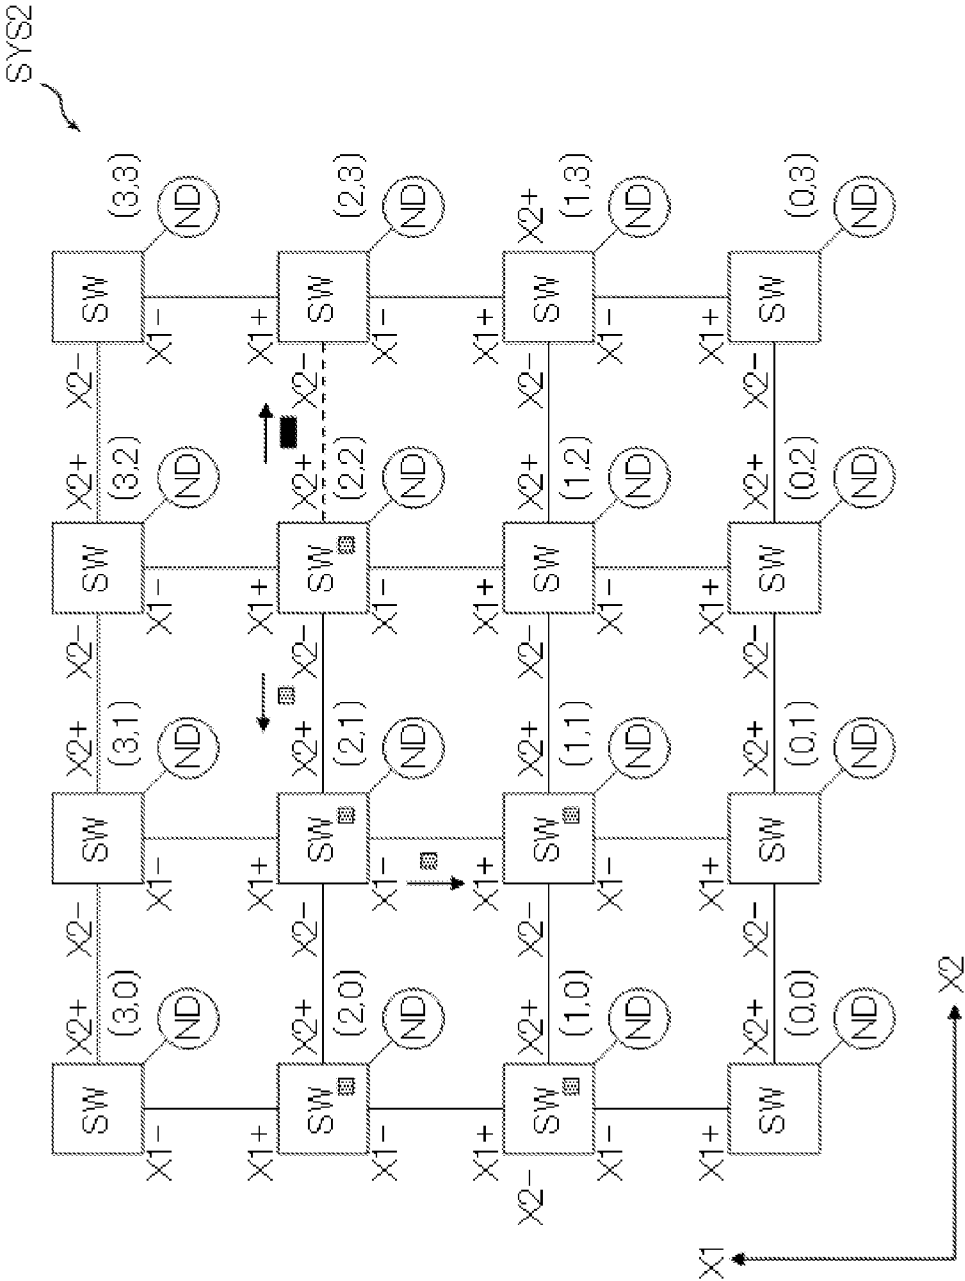 SYS2
X2+ X2- X2+ X2- X2+ X2-
SW SW SW SW
(3,0) (3,1) (3,2) (3,3)
X1- X1- X1- X1-
ND ND ND ND
X1+ X1+ X1+ X1+
X2+ X2- X2+ X2- X2+ X2-
SW SW SW SW
(2,0) (2,1) (2,2) (2,3)
X1- X1- X1- X1-
ND ND ND ND
X1+ X1+ X1+ X1+
X2- X2+ X2- X2+ X2- X2+ X2- X2+
SW SW SW SW
(1,0) (1,1) (1,2) (1,3)
X1- X1- X1- X1-
ND ND ND ND
X1 X1+ X1+ X1+ X1+
X2+ X2- X2+ X2- X2+ X2-
SW SW SW SW
(0,0) (0,1) (0,2) (0,3)
ND ND ND ND
X2